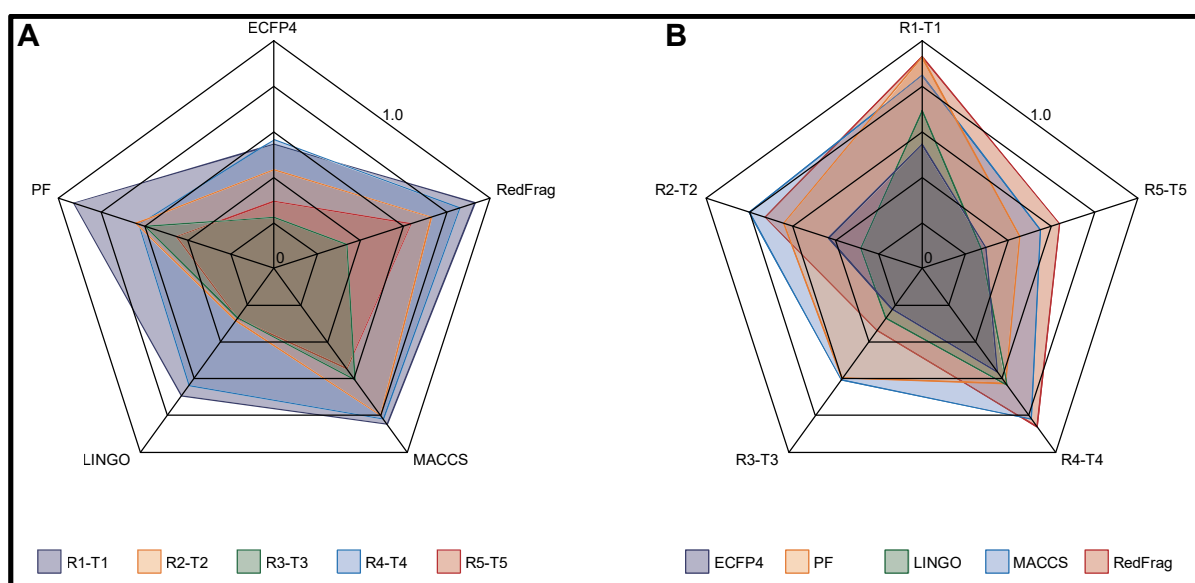 A
ECFP4
1.0
PF
RedFrag
0
LINGO
MACCS
R1-T1
R2-T2
R3-T3
R4-T4
R5-T5
B
R1-T1
1.0
R2-T2
R5-T5
0
R3-T3
R4-T4
ECFP4
PF
LINGO
MACCS
RedFrag